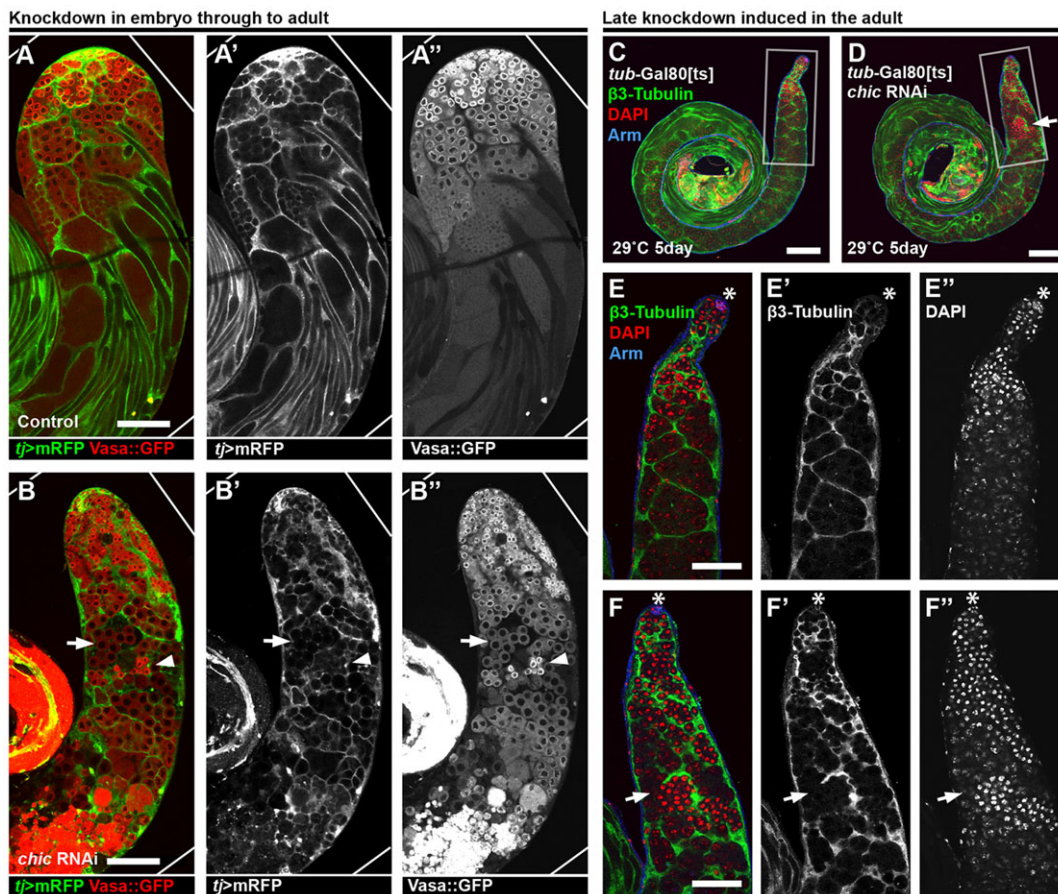 Knockdown in embryo through to adult
A
Control
tj>mRFP Vasa::GFP
A'
tj>mRFP
A''
Vasa::GFP
B
chic RNAi
tj>mRFP Vasa::GFP
B'
tj>mRFP
B''
Vasa::GFP
Late knockdown induced in the adult
C
tub-Gal80[ts]
β3-Tubulin
DAPI
Arm
29˚C 5day
D
tub-Gal80[ts]
chic RNAi
29˚C 5day
E
*
β3-Tubulin
DAPI
Arm
E'
*
β3-Tubulin
E''
*
DAPI
F
*
F'
*
F''
*